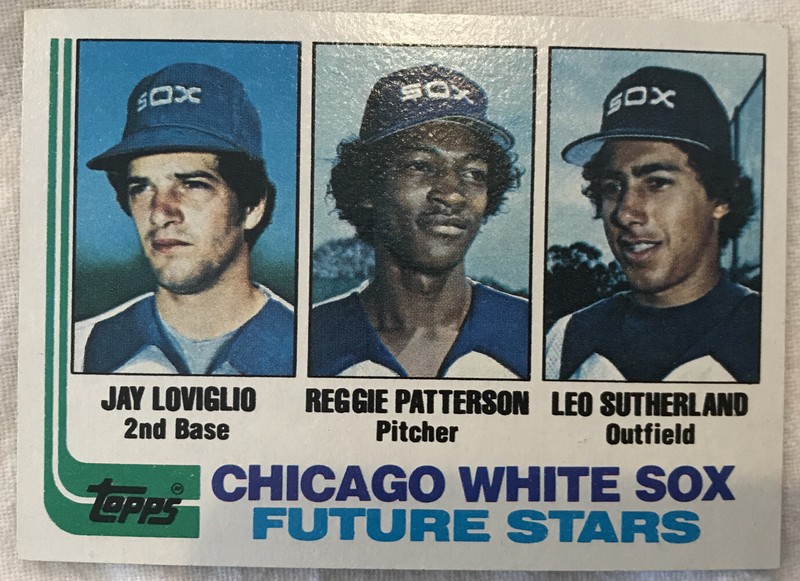 SOX
SOX
SOX
JAY LOVIGLIO
2nd Base
REGGIE PATTERSON
Pitcher
LEO SUTHERLAND
Outfield
topps
CHICAGO WHITE SOX
FUTURE STARS